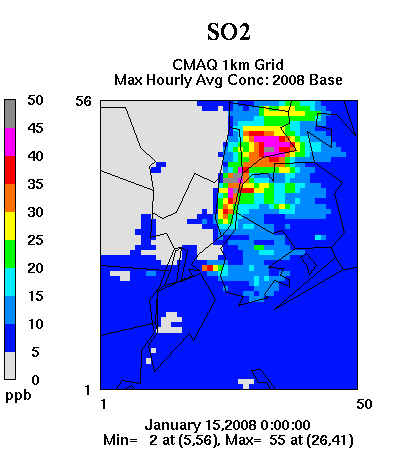 SO2
CMAQ 1km Grid
Max Hourly Avg Conc: 2008 Base
56
50
45
40
35
30
25
20
15
10
5
0
ppb
1
1
50
January 15,2008 0:00:00
Min= 2 at (5,56), Max= 55 at (26,41)